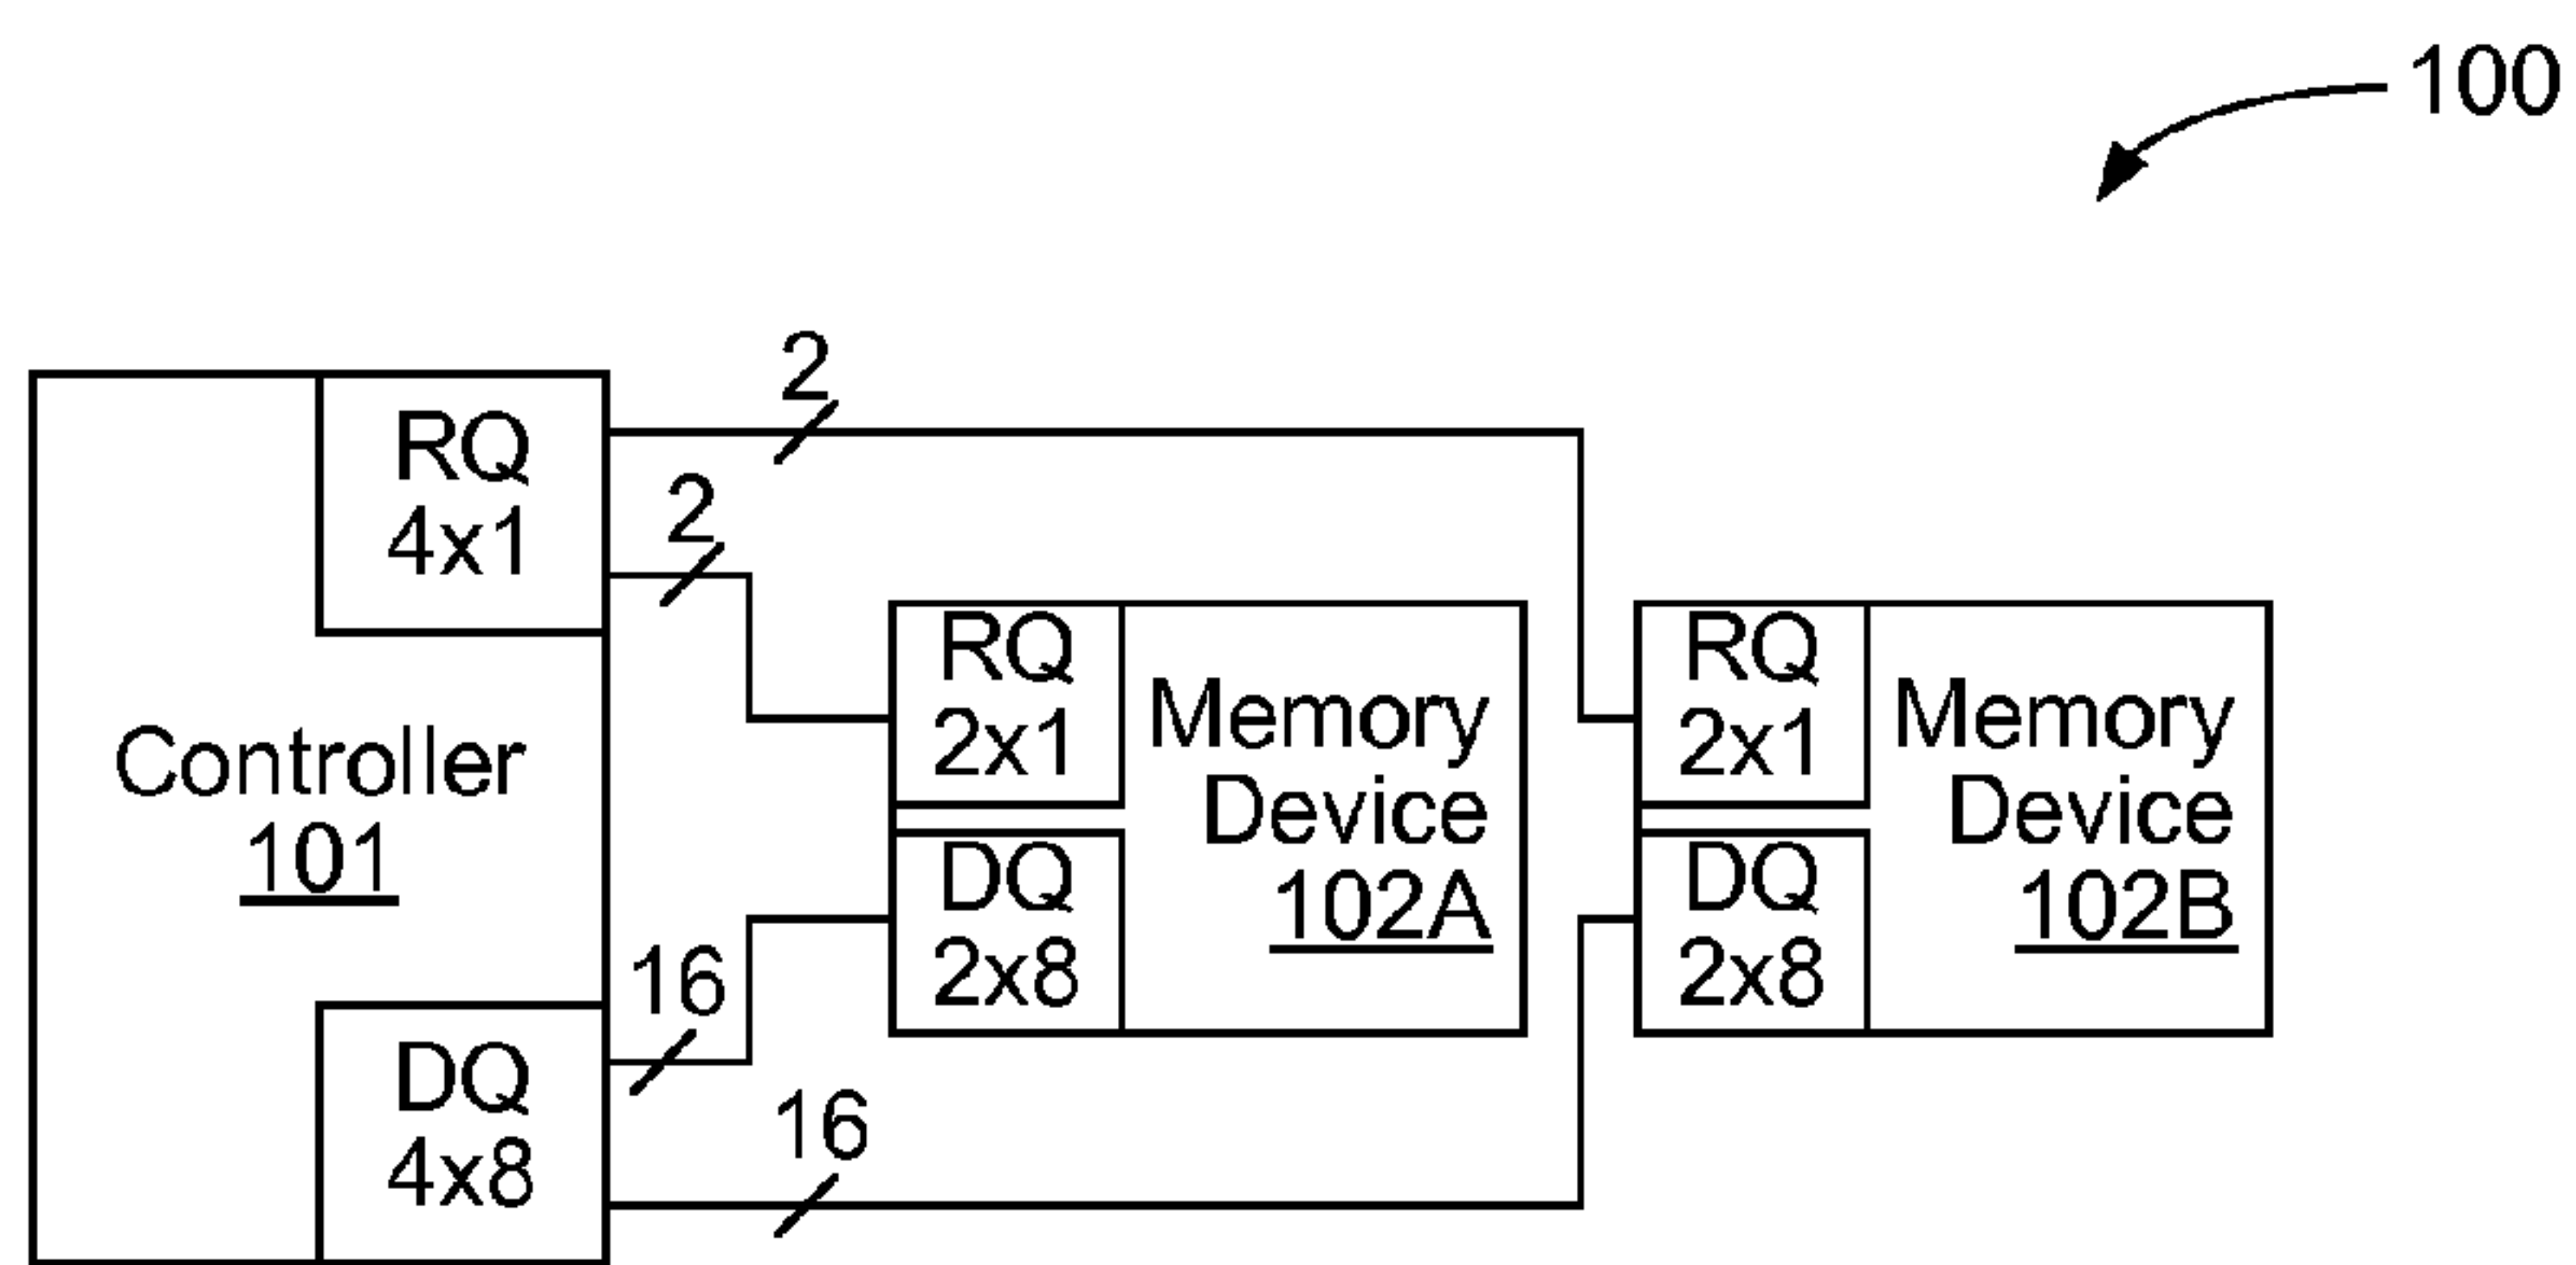 100
2
2
RQ
4x1
Controller
101
DQ
4x8
16
16
RQ
2x1
DQ
2x8
Memory
Device
102A
RQ
2x1
DQ
2x8
Memory
Device
102B